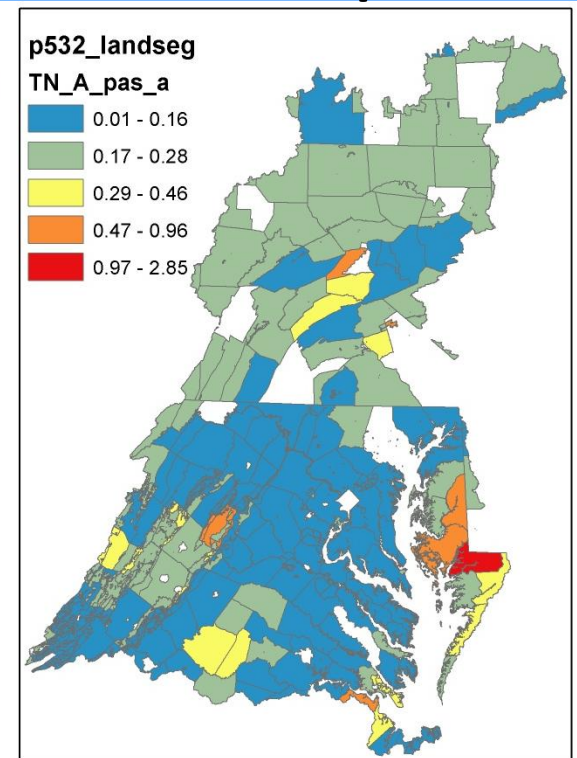 p532_landseg
TN_A_pas_a
0.01 - 0.16
0.17 - 0.28
0.29 - 0.46
0.47 - 0.96
0.97 - 2.85